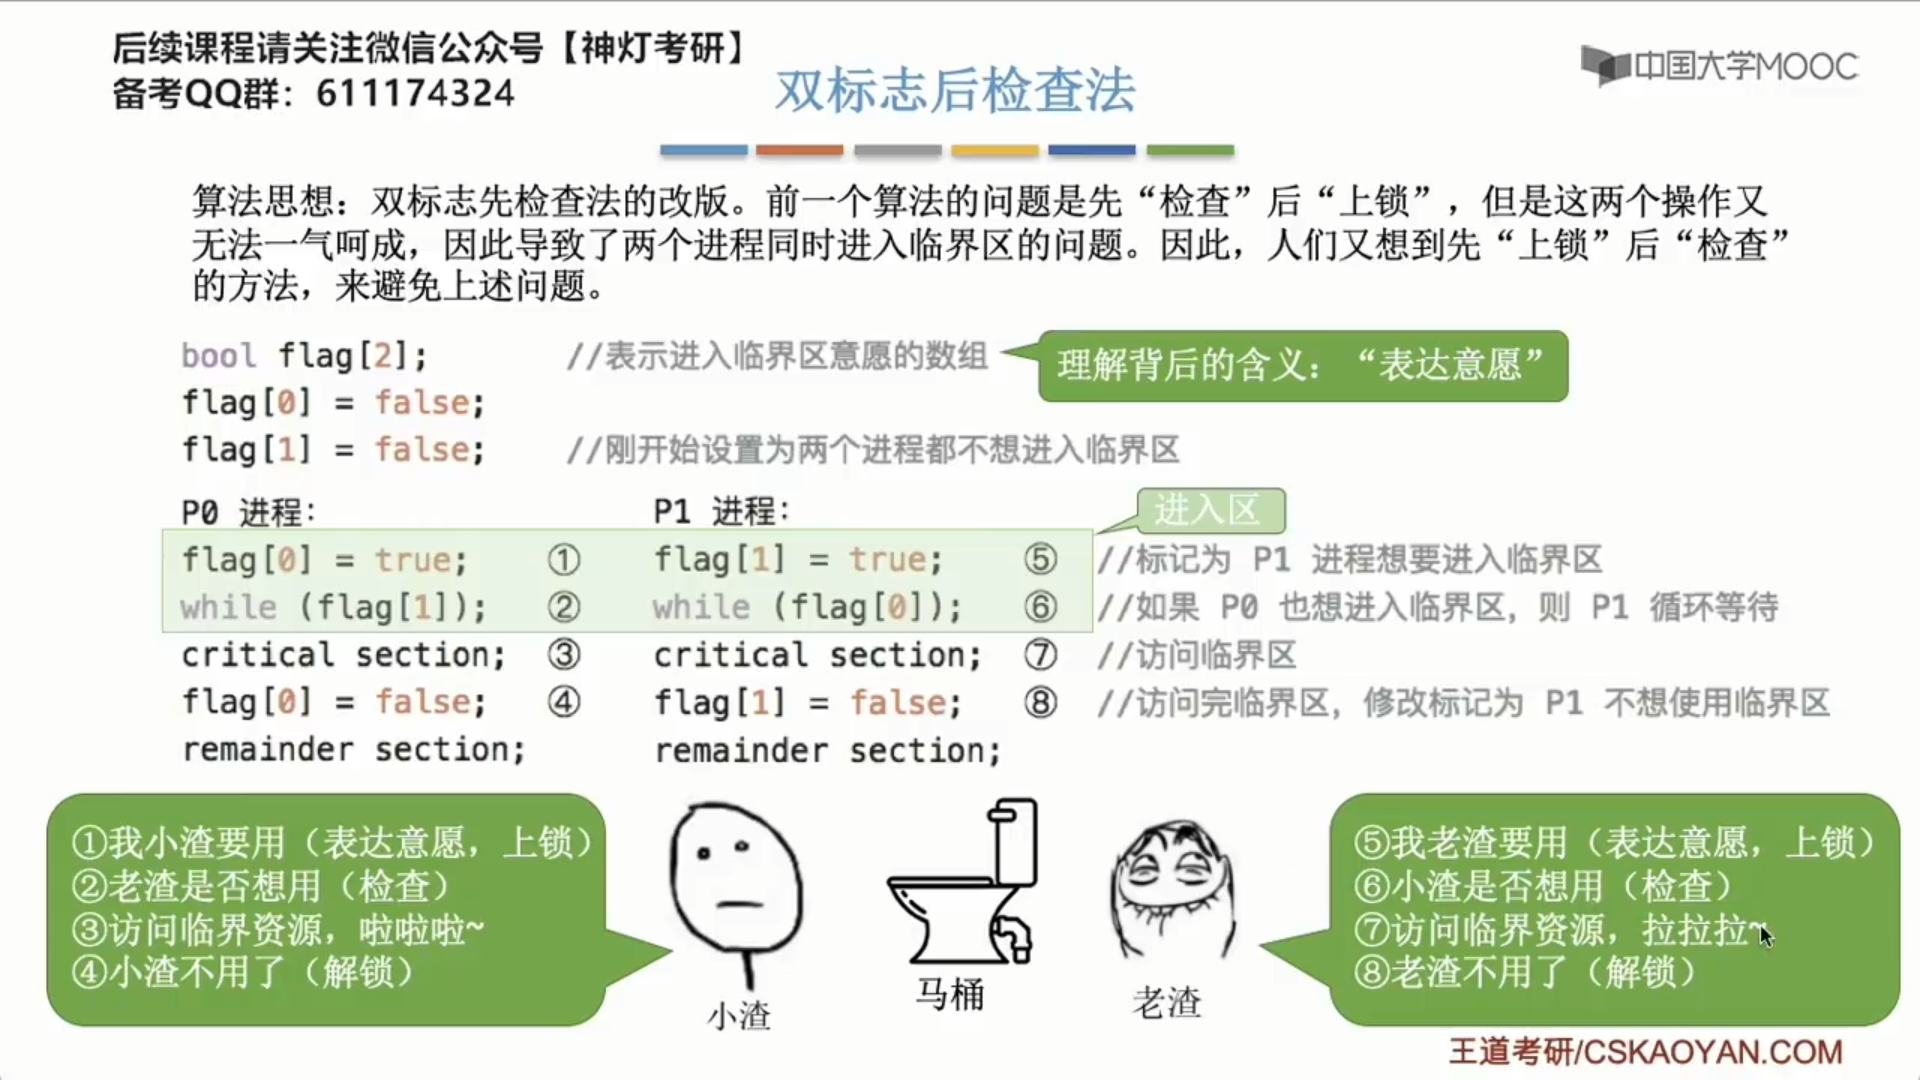 后续课程请关注微信公众号【神灯考研】
备考QQ群：611174324
中国大学MOOC
双标志后检查法
算法思想：双标志先检查法的改版。前一个算法的问题是先“检查”后“上锁”，但是这两个操作又
无法一气呵成，因此导致了两个进程同时进入临界区的问题。因此，人们又想到先“上锁”后“检查”
的方法，来避免上述问题。
bool flag[2]; //表示进入临界区意愿的数组
理解背后的含义：“表达意愿”
flag[0] = false;
flag[1] = false; //刚开始设置为两个进程都不想进入临界区
P0 进程： P1 进程：
进入区
flag[0] = true; ① flag[1] = true; ⑤ //标记为 P1 进程想要进入临界区
while (flag[1]); ② while (flag[0]); ⑥ //如果 P0 也想进入临界区，则 P1 循环等待
critical section; ③ critical section; ⑦ //访问临界区
flag[0] = false; ④ flag[1] = false; ⑧ //访问完临界区，修改标记为 P1 不想使用临界区
remainder section; remainder section;
①我小渣要用（表达意愿，上锁）
②老渣是否想用（检查）
③访问临界资源，啦啦啦~
④小渣不用了（解锁）
小渣
马桶
老渣
⑤我老渣要用（表达意愿，上锁）
⑥小渣是否想用（检查）
⑦访问临界资源，拉拉拉~
⑧老渣不用了（解锁）
王道考研/CSKAOYAN.COM